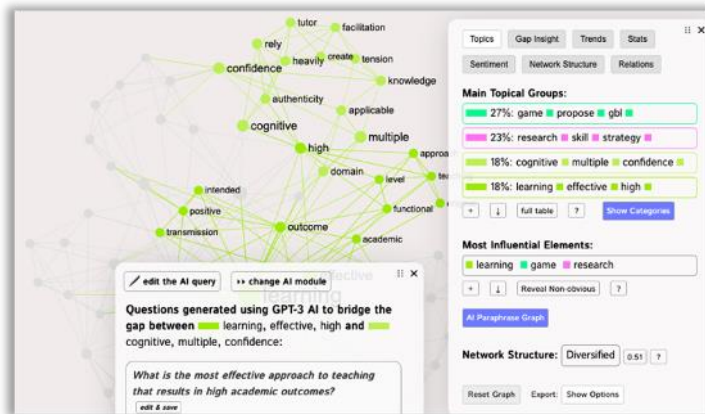 tutor
facilitation
rely
create
tension
heavily
confidence
knowledge
authenticity
applicable
cognitive
multiple
high
domain
level
intended
positive
functional
outcome
transmission
academic
learning
Topics Gap Insight Trends Stats
Sentiment Network Structure Relations
Main Topical Groups:
27%: game propose gbl
23%: research skill strategy
18%: cognitive multiple confidence
18%: learning effective high
+ ↓ full table ? Show Categories
Most Influential Elements:
learning game research
+ ↓ Reveal Non-obvious ?
AI Paraphrase Graph
Network Structure: Diversified 0.51 ?
Reset Graph Export: Show Options
edit the AI query ›› change AI module
Questions generated using GPT-3 AI to bridge the
gap between learning, effective, high and
cognitive, multiple, confidence:
What is the most effective approach to teaching
that results in high academic outcomes?
edit & save